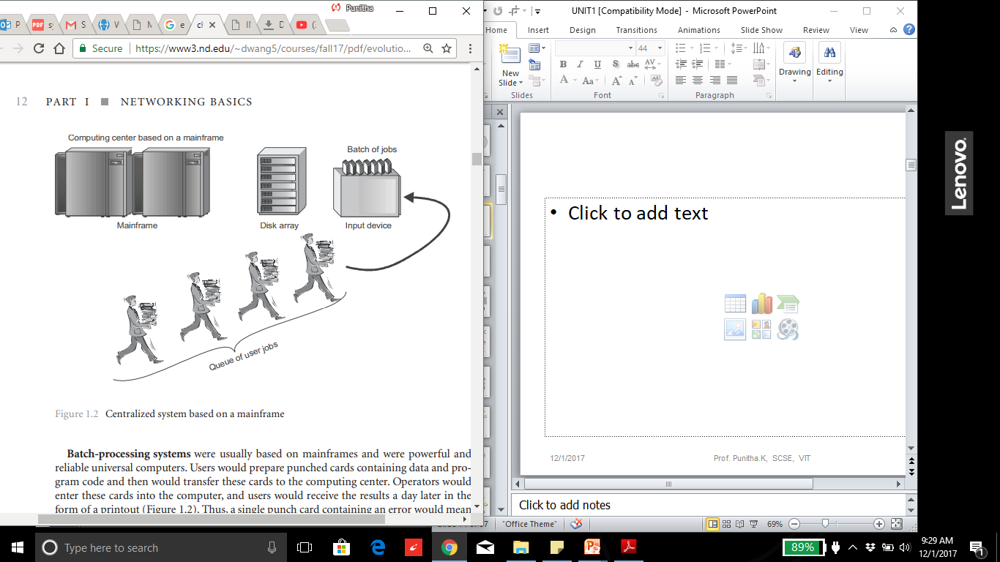 Punitha
P
sy
S
W
M
e
ch
D
Secure
https://www3.nd.edu/~dwang5/courses/fall17/pdf/evolutio...
12 PART I ■ NETWORKING BASICS
Computing center based on a mainframe
Batch of jobs
Mainframe
Disk array
Input device
Queue of user jobs
Figure 1.2 Centralized system based on a mainframe
Batch-processing systems were usually based on mainframes and were powerful and
reliable universal computers. Users would prepare punched cards containing data and pro-
gram code and then would transfer these cards to the computing center. Operators would
enter these cards into the computer, and users would receive the results a day later in the
form of a printout (Figure 1.2). Thus, a single punch card containing an error would mean
UNIT1 [Compatibility Mode] - Microsoft PowerPoint
Home Insert Design Transitions Animations Slide Show Review View
44
B I U S abc AV
A Aa A A
New
Slide
Drawing
Editing
Slides
Font
Paragraph
• Click to add text
12/1/2017
Prof. Punitha.K, SCSE, VIT
Click to add notes
"Office Theme"
69%
Lenovo.
Type here to search
89%
9:29 AM
12/1/2017
1